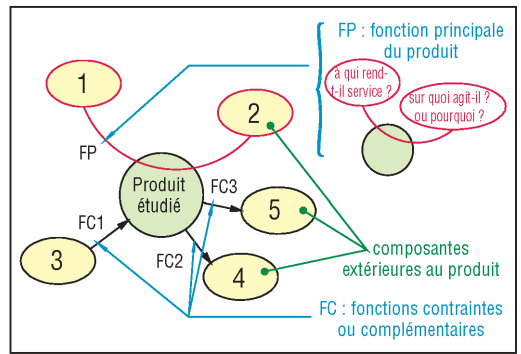 FP : fonction principale
du produit
à qui rend-
t-il service ?
sur quoi agit-il ?
ou pourquoi ?
1
2
FP
Produit
étudié
FC3
FC1
5
3
FC2
4
composantes
extérieures au produit
FC : fonctions contraintes
ou complémentaires